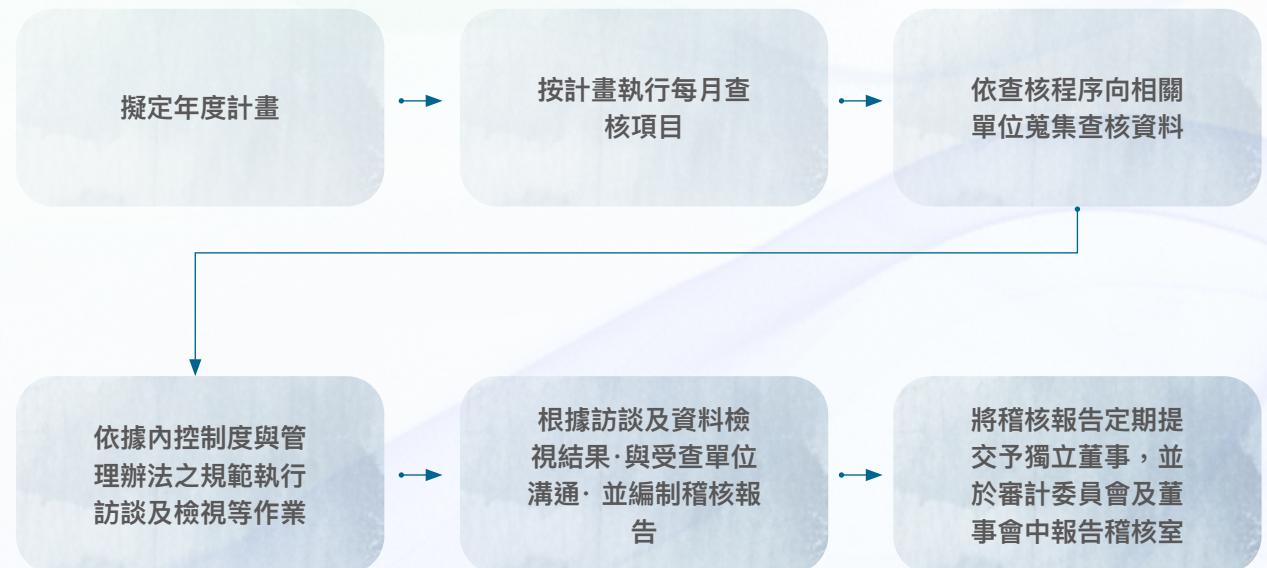 擬定年度計畫
按計畫執行每月查
核項目
依查核程序向相關
單位蒐集查核資料
依據內控制度與管
理辦法之規範執行
訪談及檢視等作業
根據訪談及資料檢
視結果·與受查單位
溝通· 並編制稽核報
告
將稽核報告定期提
交予獨立董事，並
於審計委員會及董
事會中報告稽核室